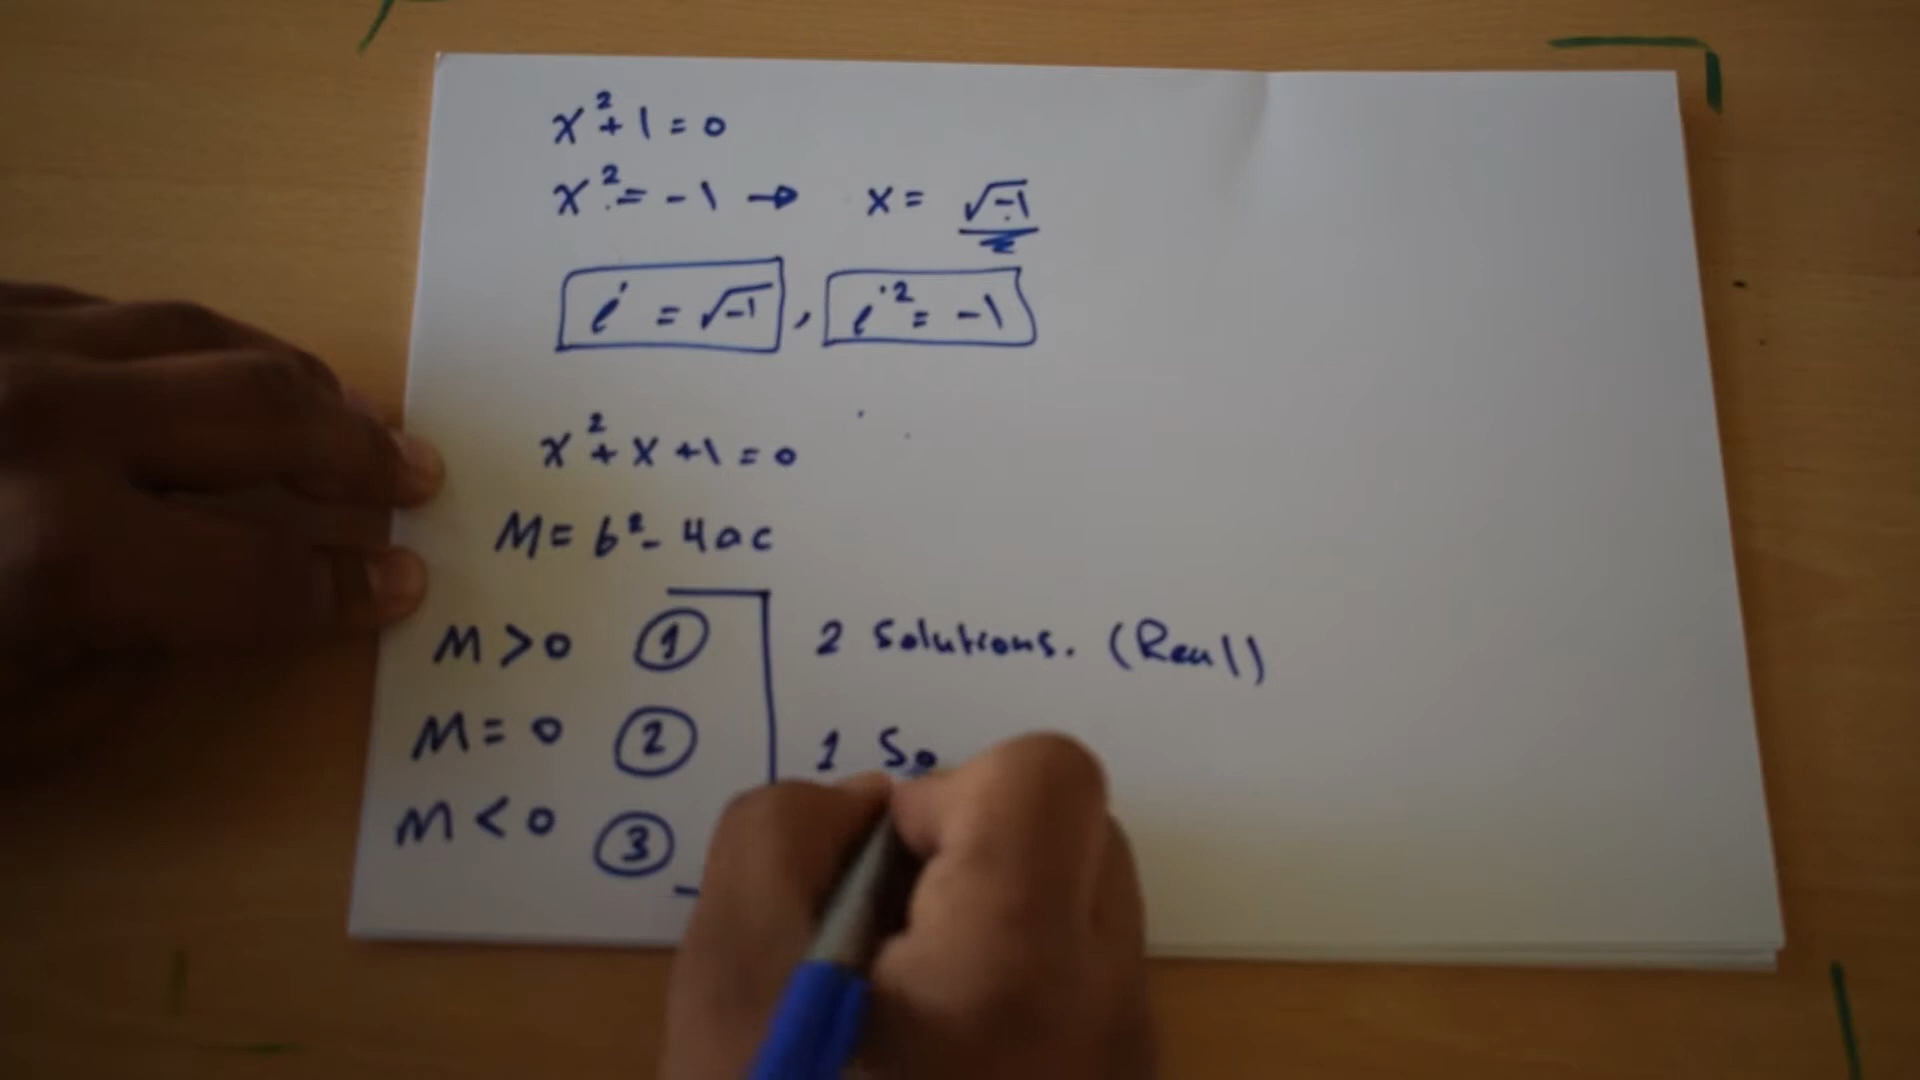 x²+1=0
x²=-1 → x= √-1
i = √-1 , i²=-1
x²+x+1=0
M= b²-4ac
M>0 ① 2 Solutions. (Real)
M=0 ② 1 So
M<0 ③